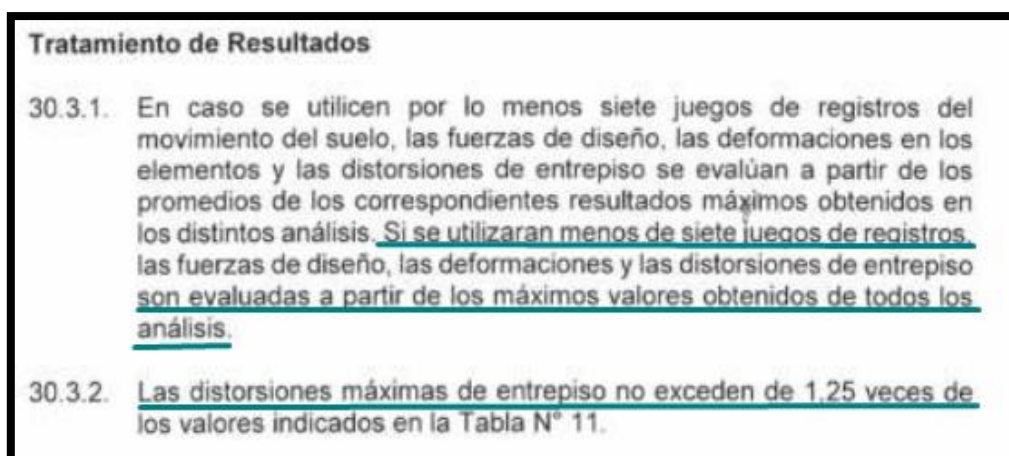 Tratamiento de Resultados
30.3.1. En caso se utilicen por lo menos siete juegos de registros del
movimiento del suelo, las fuerzas de diseño, las deformaciones en los
elementos y las distorsiones de entrepiso se evalúan a partir de los
promedios de los correspondientes resultados máximos obtenidos en
los distintos análisis. Si se utilizaran menos de siete juegos de registros,
las fuerzas de diseño, las deformaciones y las distorsiones de entrepiso
son evaluadas a partir de los máximos valores obtenidos de todos los
análisis.
30.3.2. Las distorsiones máximas de entrepiso no exceden de 1,25 veces de
los valores indicados en la Tabla N° 11.